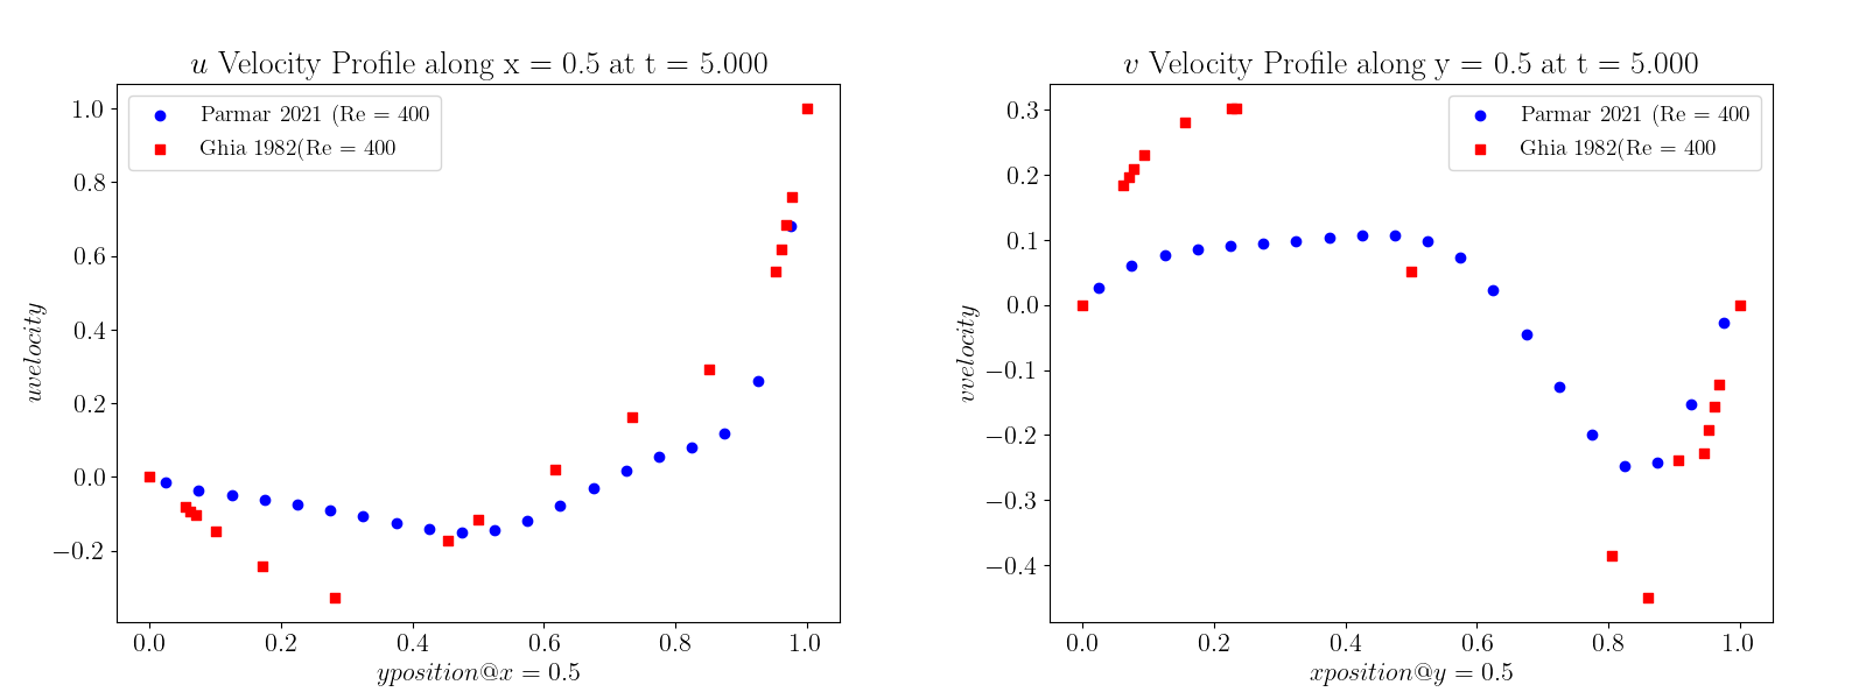 u Velocity Profile along x = 0.5 at t = 5.000
Parmar 2021 (Re = 400
Ghia 1982(Re = 400
1.0
0.8
0.6
0.4
0.2
0.0
−0.2
uvelocity
0.0 0.2 0.4 0.6 0.8 1.0
yposition@x = 0.5
v Velocity Profile along y = 0.5 at t = 5.000
Parmar 2021 (Re = 400
Ghia 1982(Re = 400
0.3
0.2
0.1
0.0
−0.1
−0.2
−0.3
−0.4
vvelocity
0.0 0.2 0.4 0.6 0.8 1.0
xposition@y = 0.5